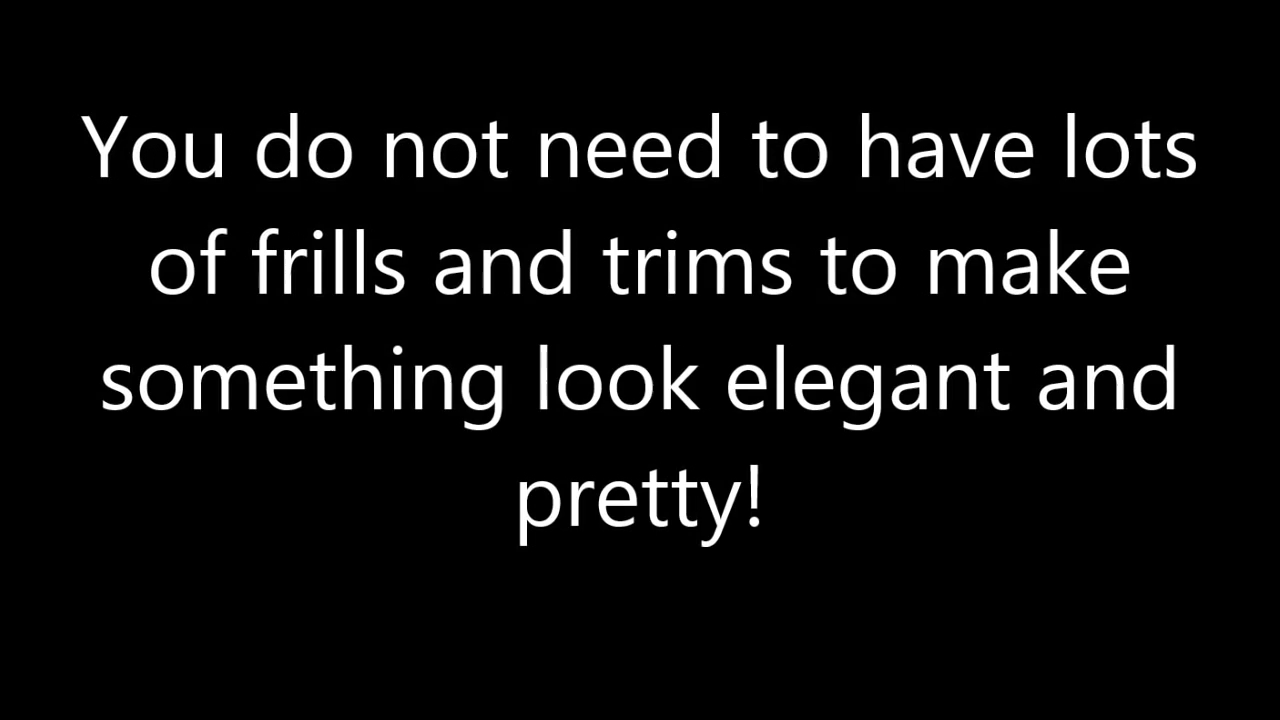 You do not need to have lots
of frills and trims to make
something look elegant and
pretty!